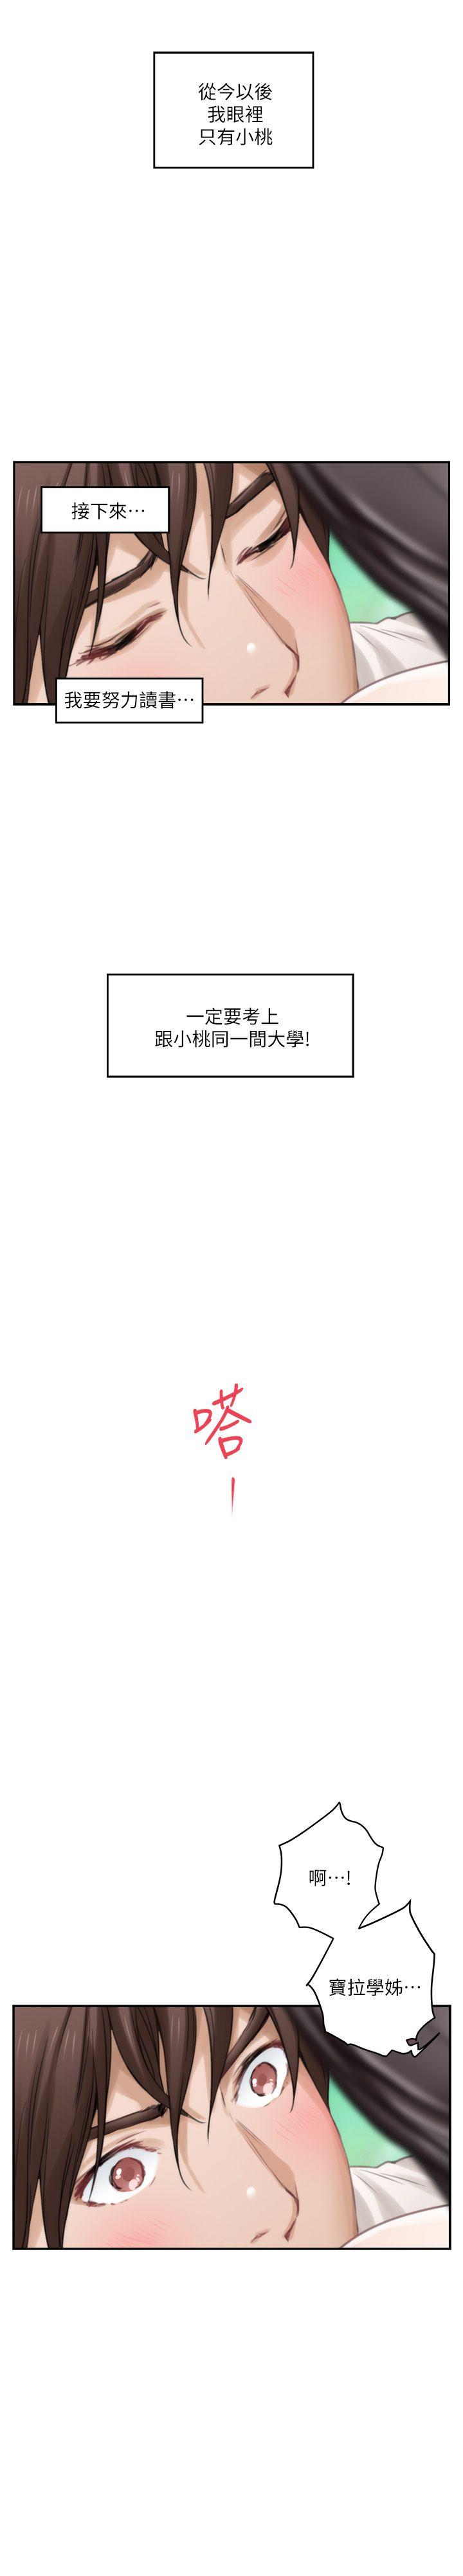 從今以後
我眼裡
只有小桃
接下來⋯
我要努力讀書⋯
一定要考上
跟小桃同一間大學!
嗒
啊⋯!
寶拉學姊⋯